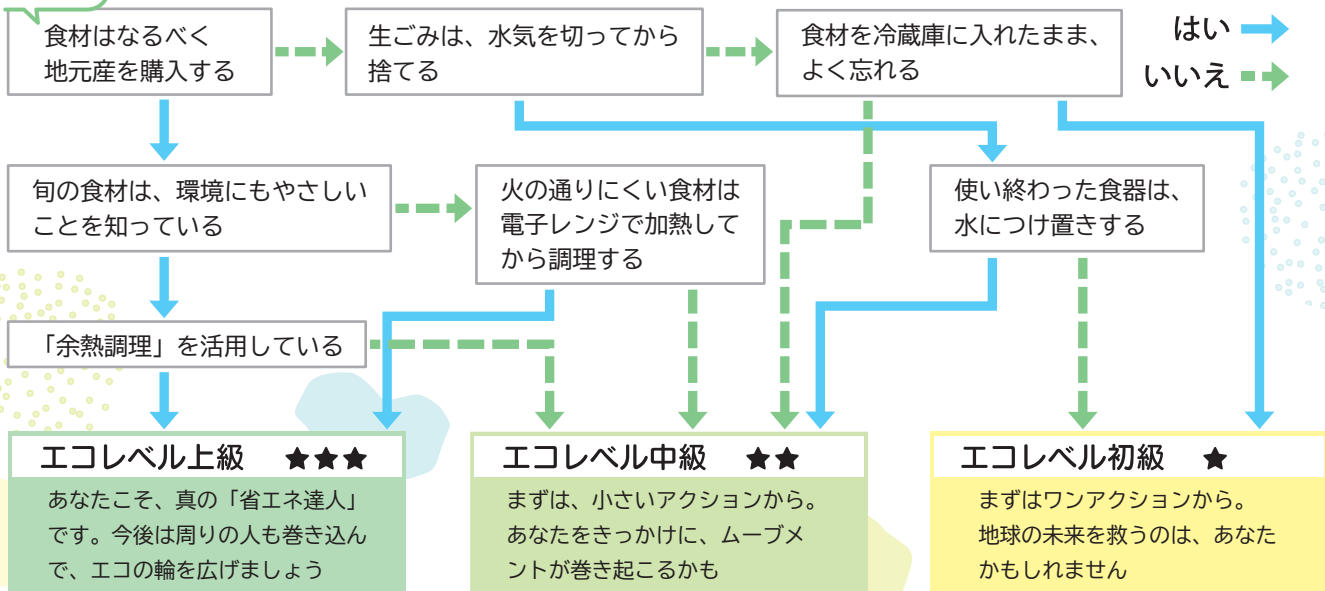 食材はなるべく
地元産を購入する
生ごみは、水気を切ってから
捨てる
食材を冷蔵庫に入れたまま、
よく忘れる
はい
いいえ
旬の食材は、環境にもやさしい
ことを知っている
火の通りにくい食材は
電子レンジで加熱して
から調理する
使い終わった食器は、
水につけ置きする
「余熱調理」を活用している
エコレベル上級 ★★★
あなたこそ、真の「省エネ達人」
です。今後は周りの人も巻き込ん
で、エコの輪を広げましょう
エコレベル中級 ★★
まずは、小さいアクションから。
あなたをきっかけに、ムーブメ
ントが巻き起こるかも
エコレベル初級 ★
まずはワンアクションから。
地球の未来を救うのは、あなた
かもしれません